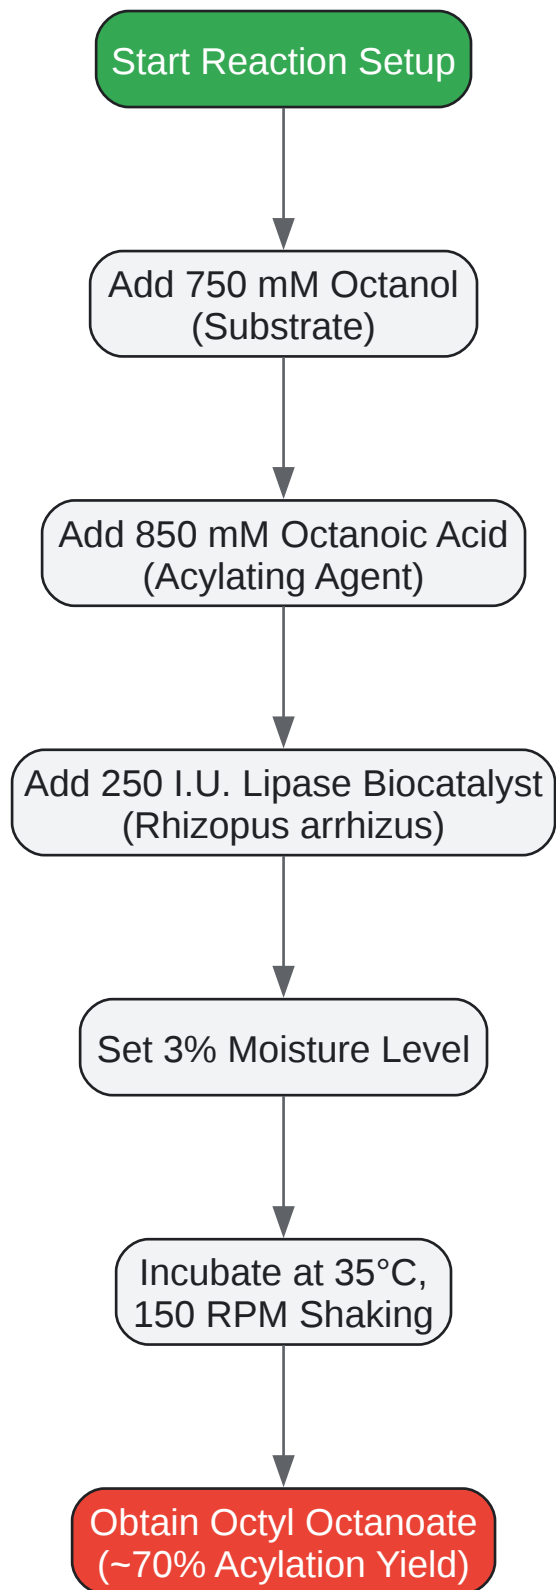 Start Reaction Setup
Add 750 mM Octanol
(Substrate)
Add 850 mM Octanoic Acid
(Acylating Agent)
Add 250 I.U. Lipase Biocatalyst
(Rhizopus arrhizus)
Set 3% Moisture Level
Incubate at 35°C,
150 RPM Shaking
Obtain Octyl Octanoate
(~70% Acylation Yield)